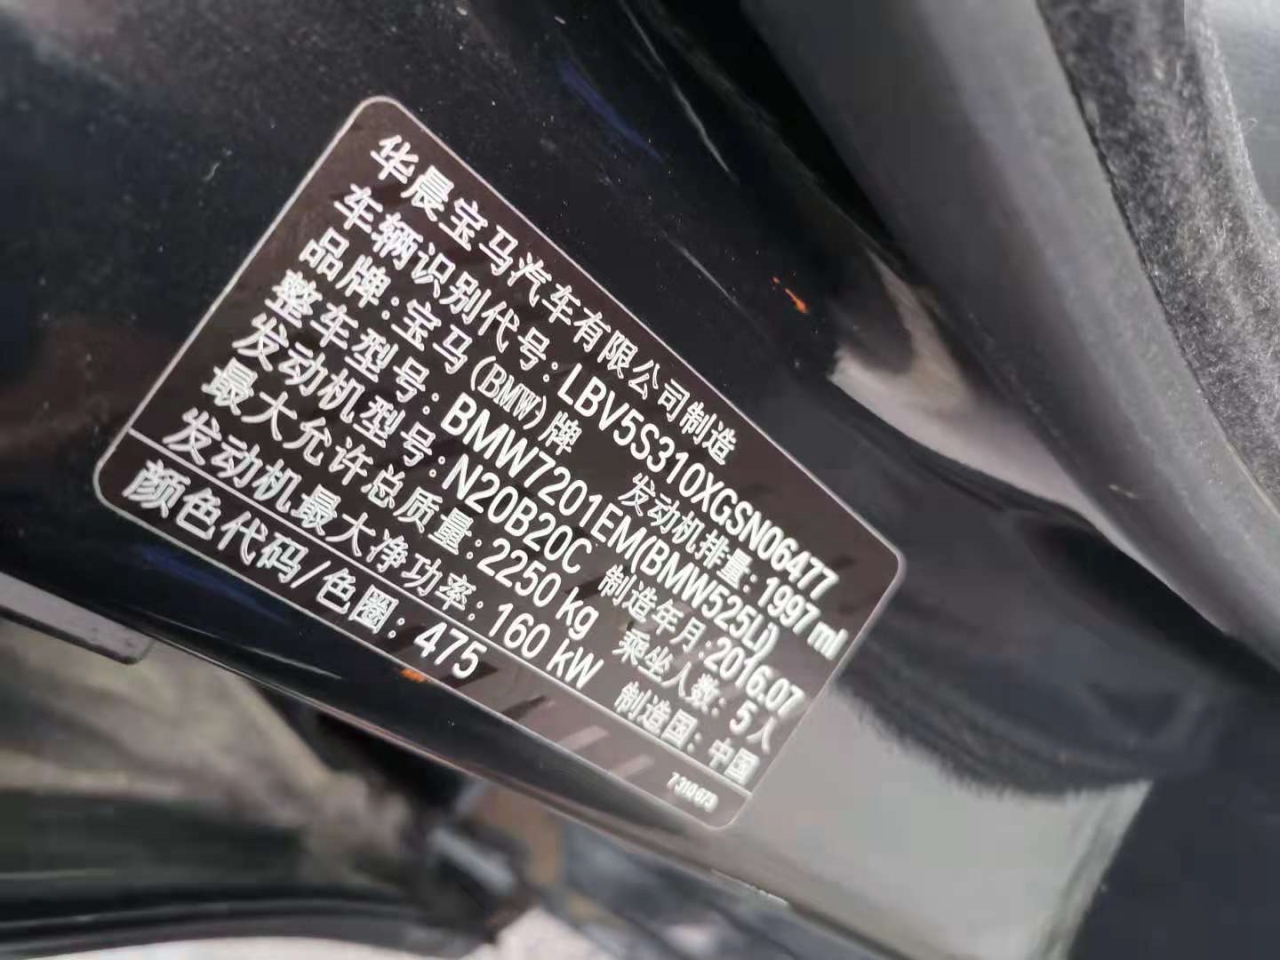 华晨宝马汽车有限公司制造
车辆识别代号: LBV5S310XGSN06477
品牌: 宝马(BMW)牌 发动机排量: 1997 ml
整车型号: BMW7201EM(BMW525Li)
发动机型号: N20B20C 制造年月: 2016.07
最大允许总质量: 2250 kg 乘坐人数: 5人
发动机最大净功率: 160 kW 制造国: 中国
颜色代码/色圈: 475
7310673